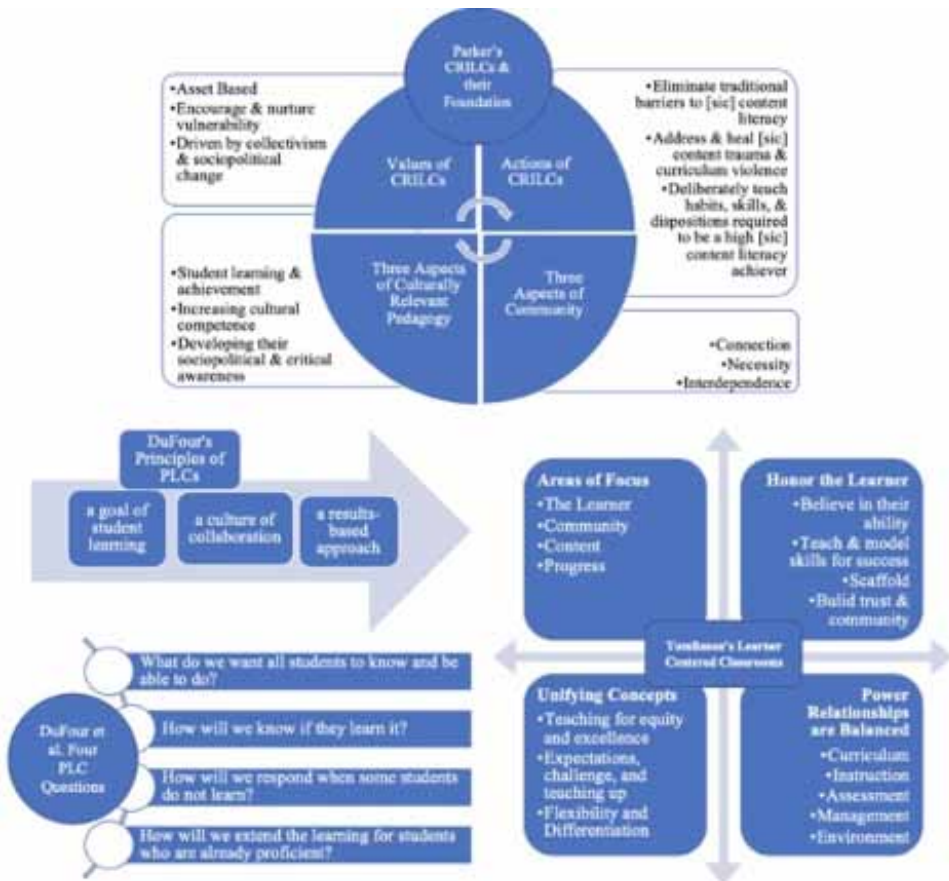 Parker's
CRILCs &
their
Foundation
•Asset Based
•Encourage & nurture
vulnerability
•Driven by collectivism
& sociopolitical
change
Values of
CRILCs
Actions of
CRILCs
•Eliminate traditional
barriers to [sic] content
literacy
•Address & heal [sic]
content trauma &
curriculum violence
•Deliberately teach
habits, skills, &
dispositions required
to be a high [sic]
content literacy
achiever
•Student learning &
achievement
•Increasing cultural
competence
•Developing their
sociopolitical & critical
awareness
Three Aspects
of Culturally
Relevant
Pedagogy
Three
Aspects of
Community
•Connection
•Necessity
•Interdependence
DuFour's
Principles of
PLCs
a goal of
student
learning
a culture of
collaboration
a results-
based
approach
DuFour
et al. Four
PLC
Questions
What do we want all students to know and be
able to do?
How will we know if they learn it?
How will we respond when some students
do not learn?
How will we extend the learning for students
who are already proficient?
Areas of Focus
•The Learner
•Community
•Content
•Progress
Honor the Learner
•Believe in their
ability
•Teach & model
skills for success
•Scaffold
•Bulid trust &
community
Tomlinson's Learner
Centered Classrooms
Unifying Concepts
•Teaching for equity
and excellence
•Expectations,
challenge, and
teaching up
•Flexibility and
Differentiation
Power
Relationships
are Balanced
•Curriculum
•Instruction
•Assessment
•Management
•Environment